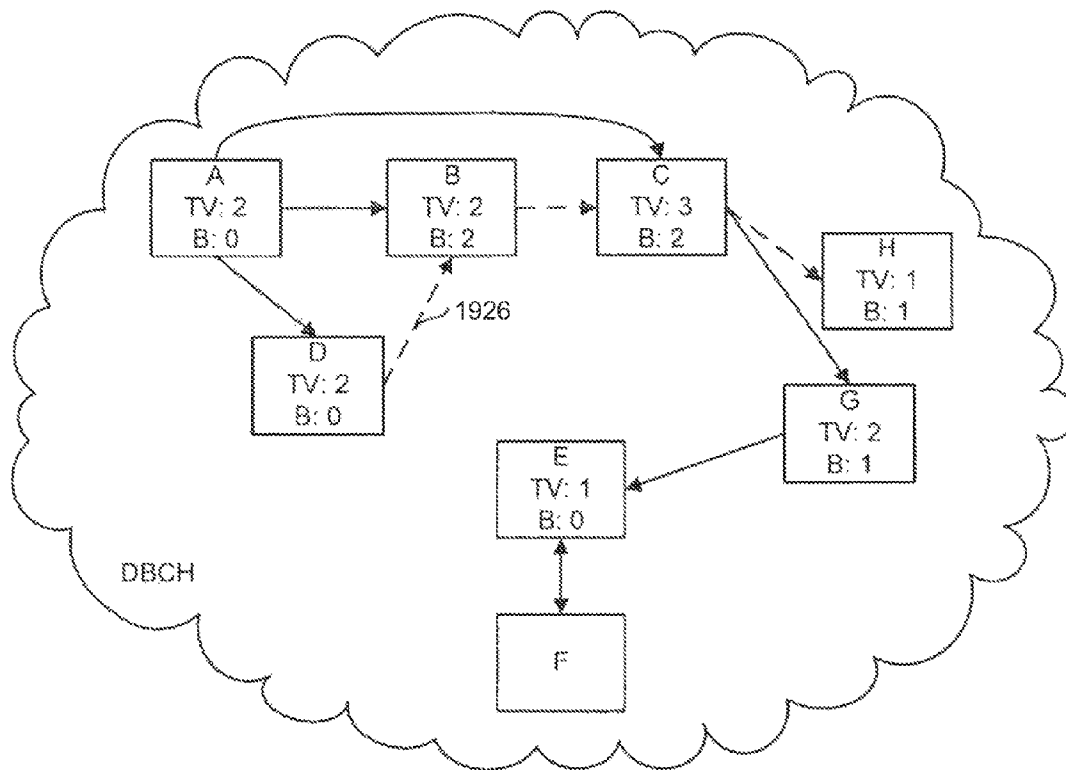 A
TV: 2
B: 0
B
TV: 2
B: 2
C
TV: 3
B: 2
H
TV: 1
B: 1
1926
D
TV: 2
B: 0
G
TV: 2
B: 1
E
TV: 1
B: 0
DBCH
F